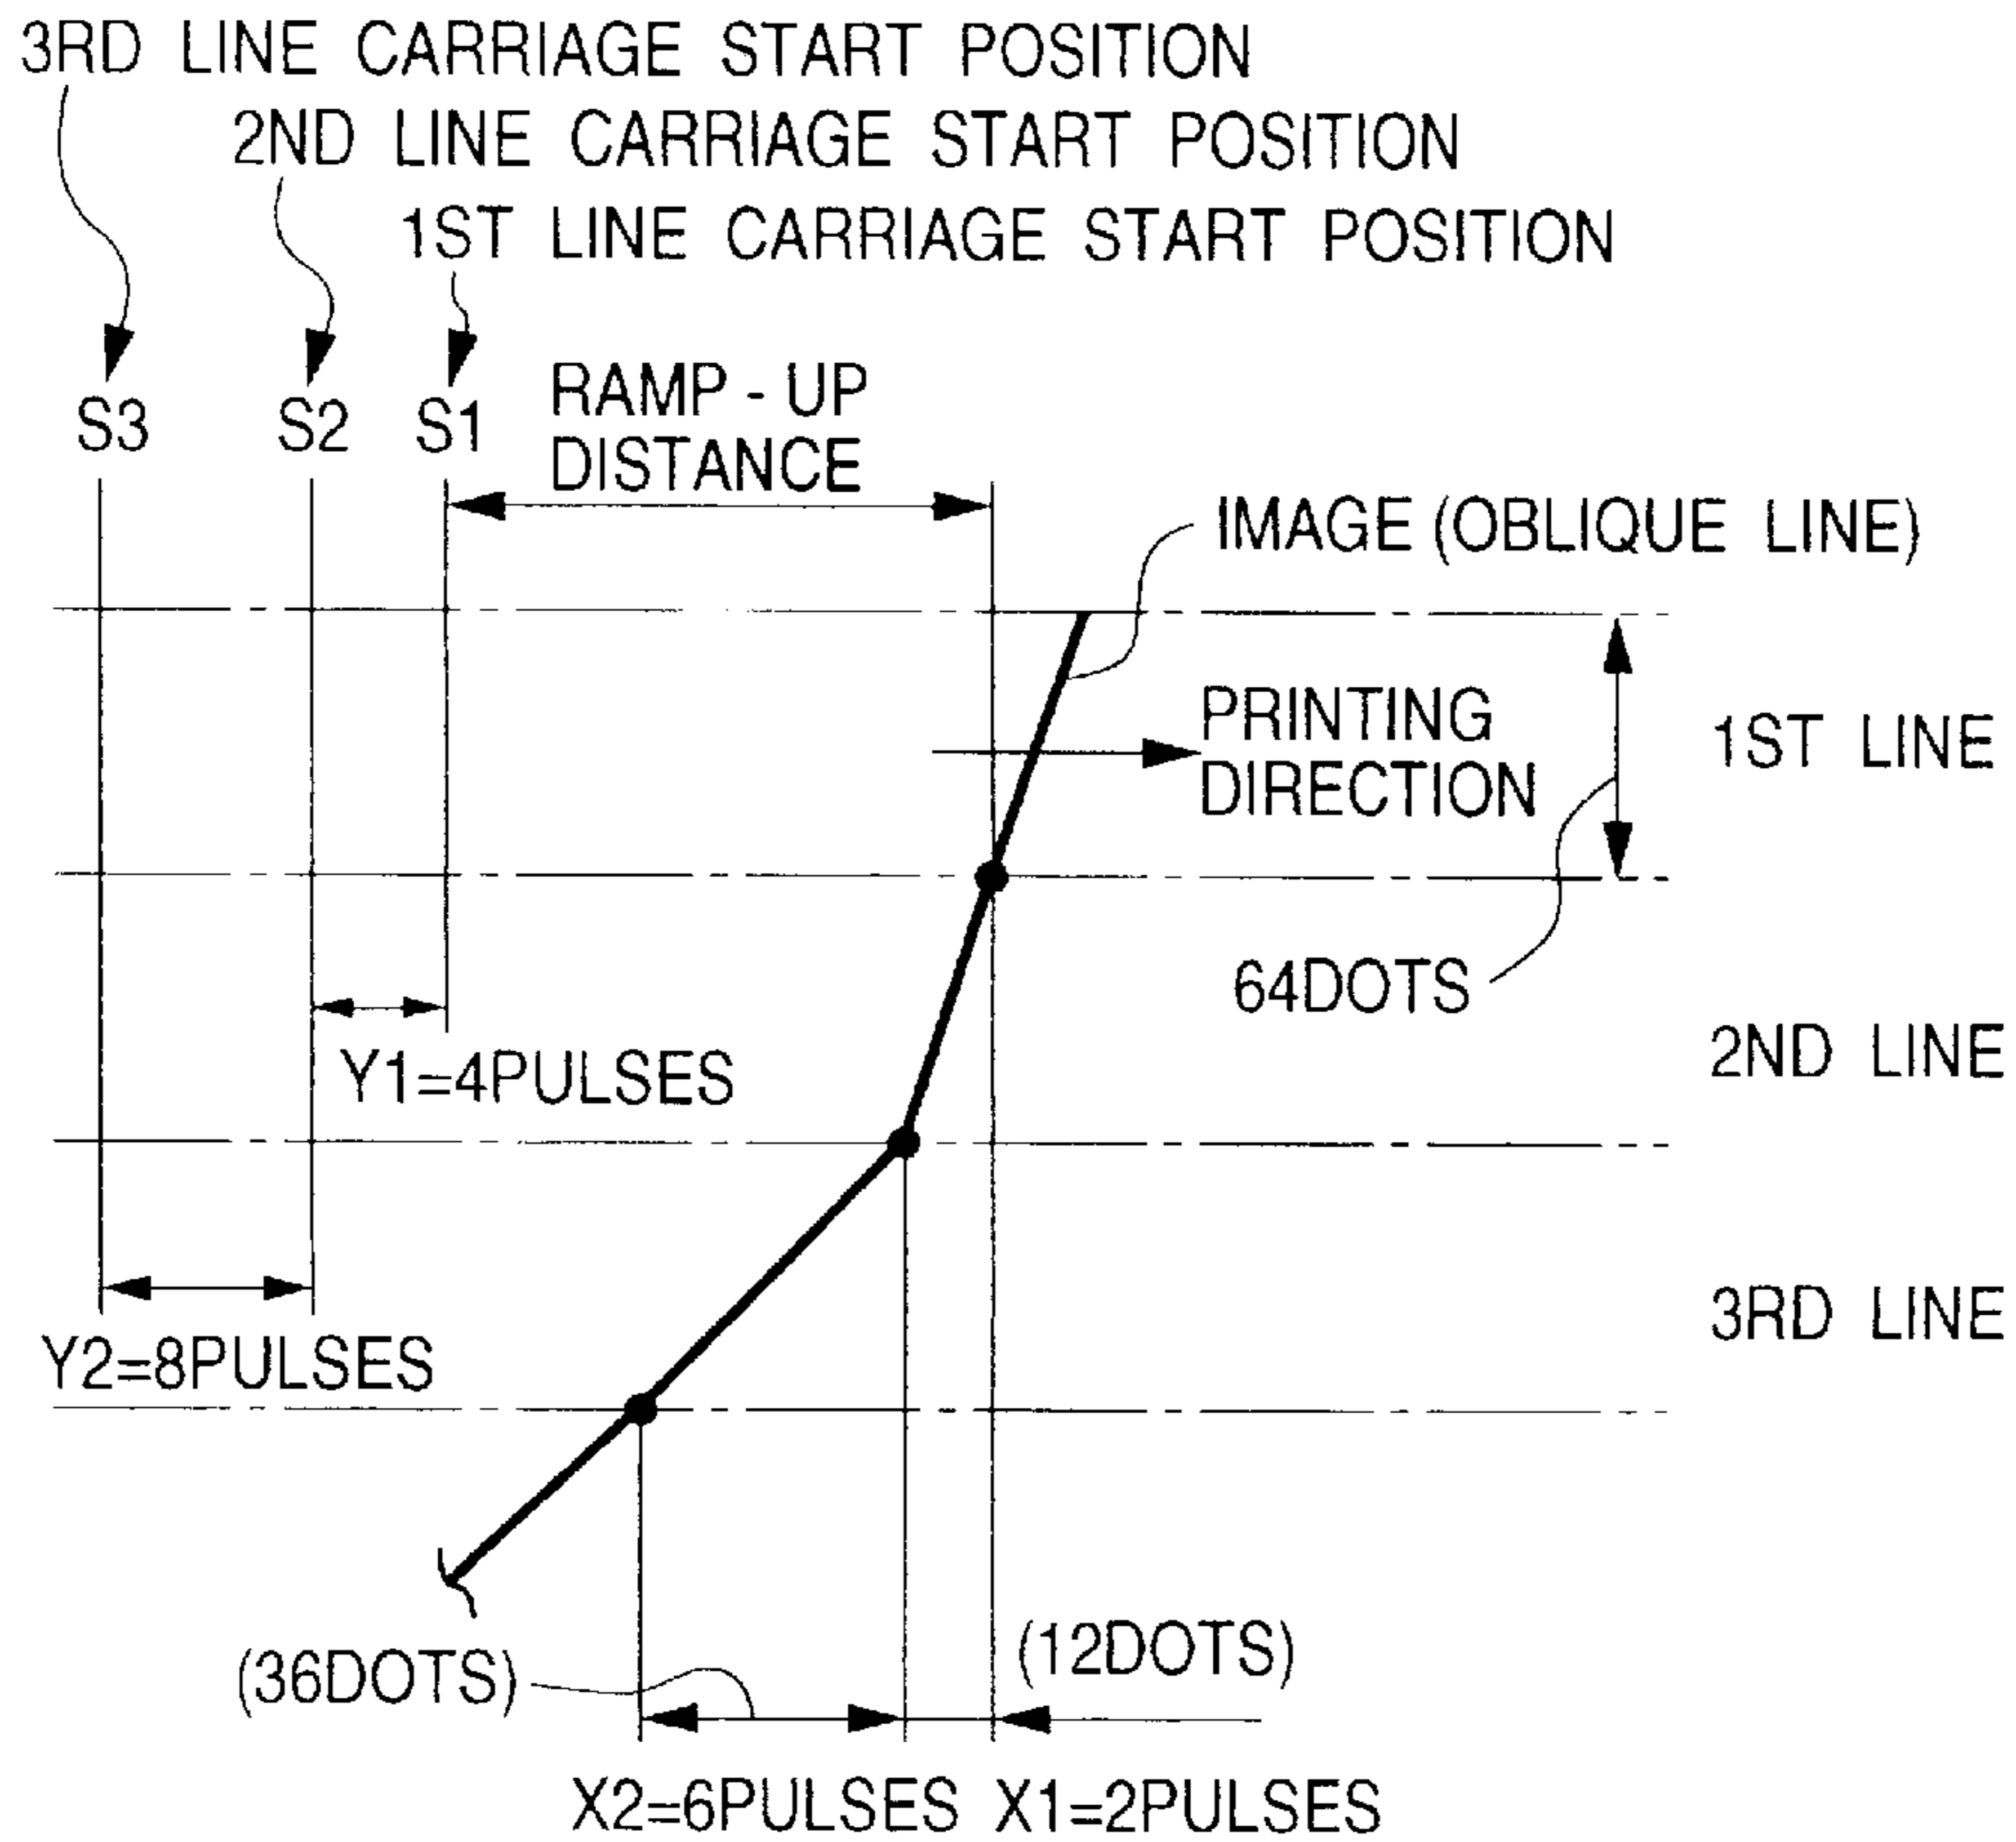 3RD LINE CARRIAGE START POSITION
2ND LINE CARRIAGE START POSITION
1ST LINE CARRIAGE START POSITION
S3
S2
S1
RAMP - UP
DISTANCE
IMAGE (OBLIQUE LINE)
PRINTING
DIRECTION
1ST LINE
64DOTS
2ND LINE
Y1=4PULSES
3RD LINE
Y2=8PULSES
(36DOTS)
(12DOTS)
X2=6PULSES X1=2PULSES